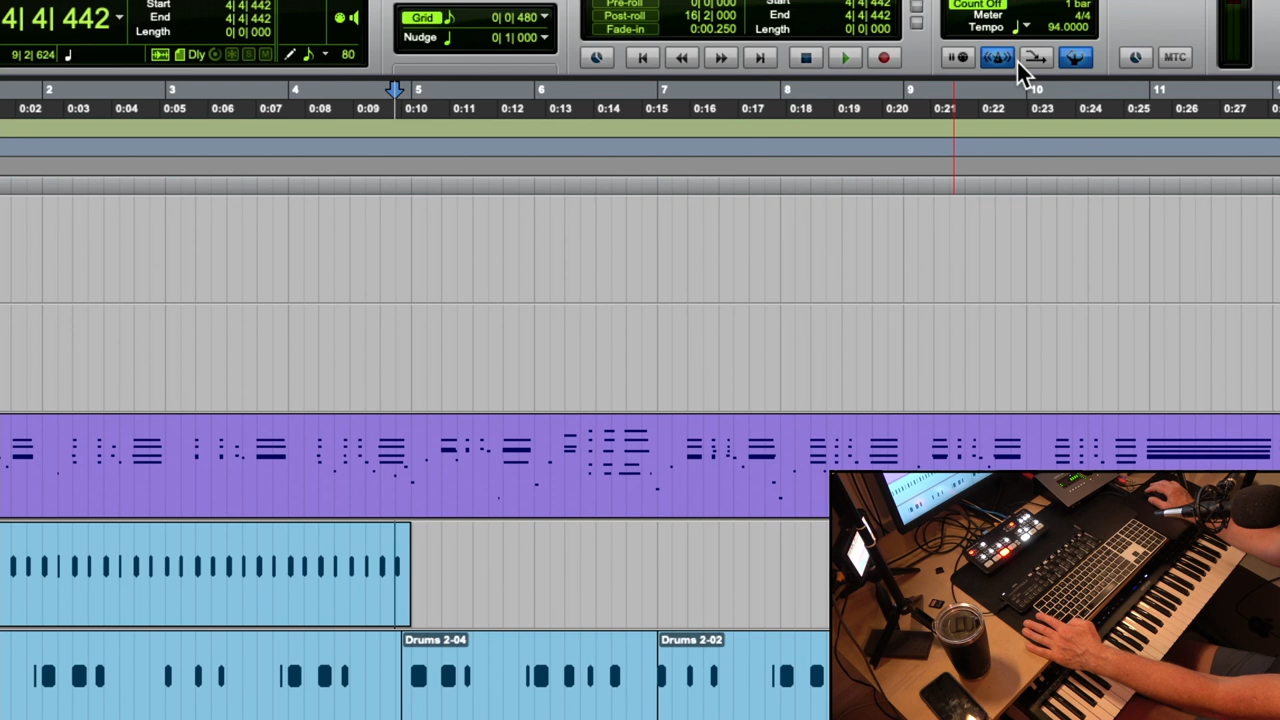 4| 4| 442
Start 4| 4| 442
End 4| 4| 442
Length 0| 0| 000
9| 2| 624
Dly
S
M
80
Grid 0| 0| 480
Nudge 0| 1| 000
Pre-roll 0| 0| 000
Post-roll 16| 2| 000
Fade-in 0:00.250
Start 4| 4| 442
End 4| 4| 442
Length 0| 0| 000
Count Off 1 bar
Meter 4/4
Tempo 94.0000
MTC
2 3 4 5 6 7 8 9 10 11
0:02 0:03 0:04 0:05 0:06 0:07 0:08 0:09 0:10 0:11 0:12 0:13 0:14 0:15 0:16 0:17 0:18 0:19 0:20 0:21 0:22 0:23 0:24 0:25 0:26 0:27
Drums 2-04
Drums 2-02